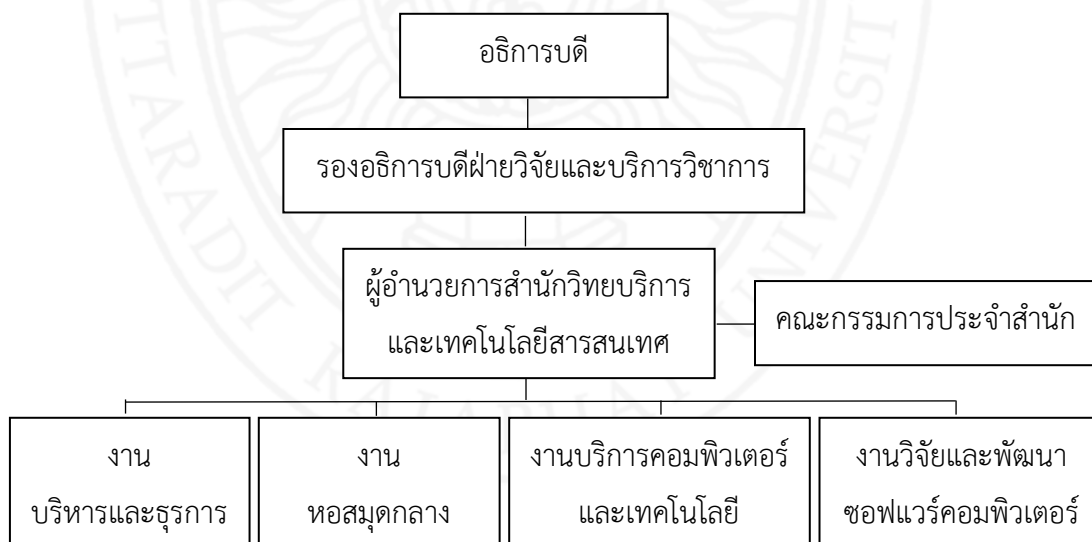 อธิการบดี
รองอธิการบดีฝ่ายวิจัยและบริการวิชาการ
ผู้อำนวยการสำนักวิทยบริการ
และเทคโนโลยีสารสนเทศ
คณะกรรมการประจำสำนัก
งาน
บริหารและธุรการ
งาน
หอสมุดกลาง
งานบริการคอมพิวเตอร์
และเทคโนโลยี
งานวิจัยและพัฒนา
ซอฟแวร์คอมพิวเตอร์